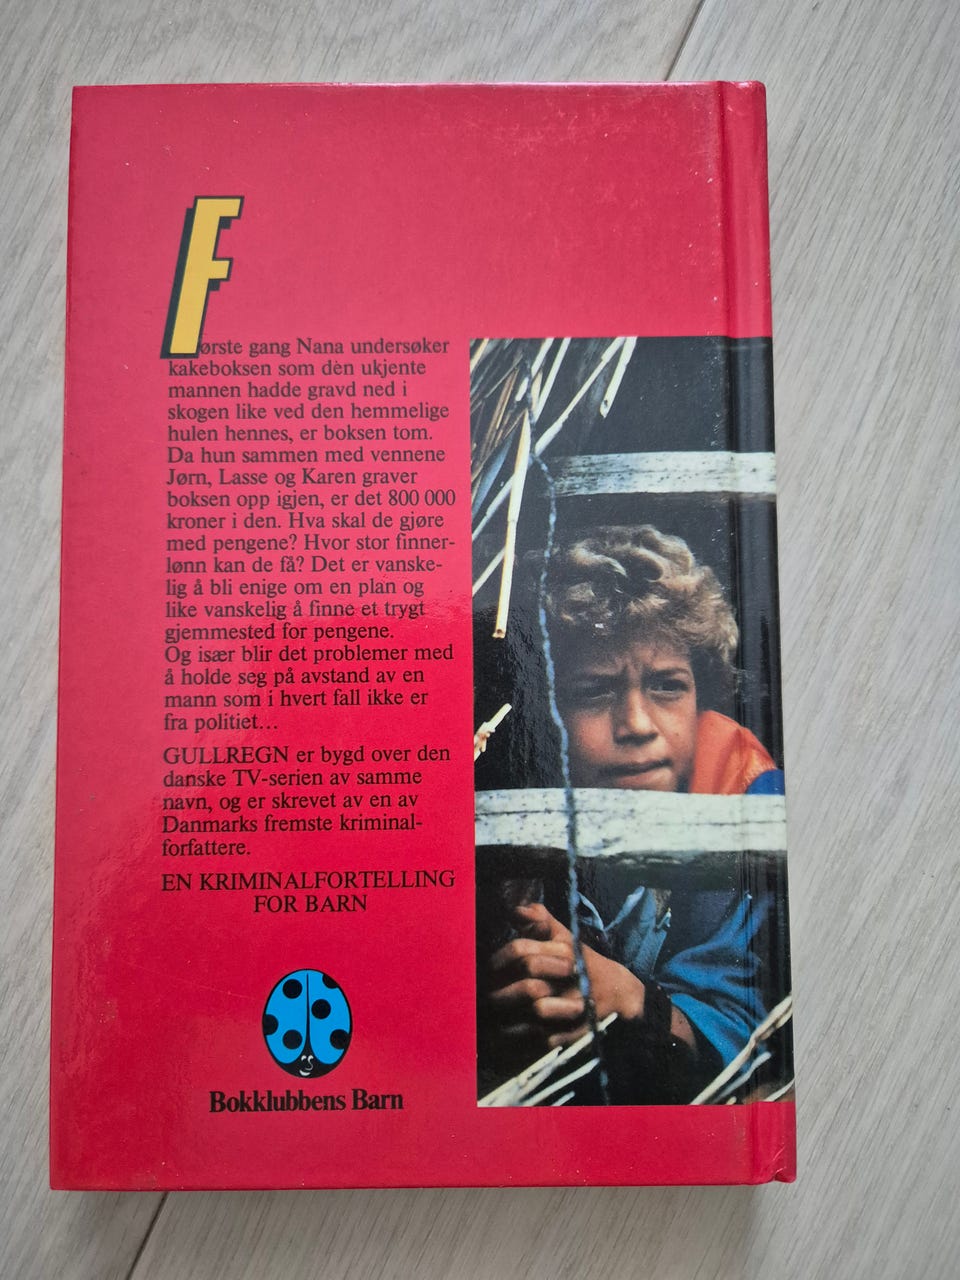 Første gang Nana undersøker
kakeboksen som den ukjente
mannen hadde gravd ned i
skogen like ved den hemmelige
hulen hennes, er boksen tom.
Da hun sammen med vennene
Jørn, Lasse og Karen graver
boksen opp igjen, er det 800 000
kroner i den. Hva skal de gjøre
med pengene? Hvor stor finner-
lønn kan de få? Det er vanske-
lig å bli enige om en plan og
like vanskelig å finne et trygt
gjemmested for pengene.
Og især blir det problemer med
å holde seg på avstand av en
mann som i hvert fall ikke er
fra politiet...
GULLREGN er bygd over den
danske TV-serien av samme
navn, og er skrevet av en av
Danmarks fremste kriminal-
forfattere.
EN KRIMINALFORTELLING
FOR BARN
Bokklubbens Barn